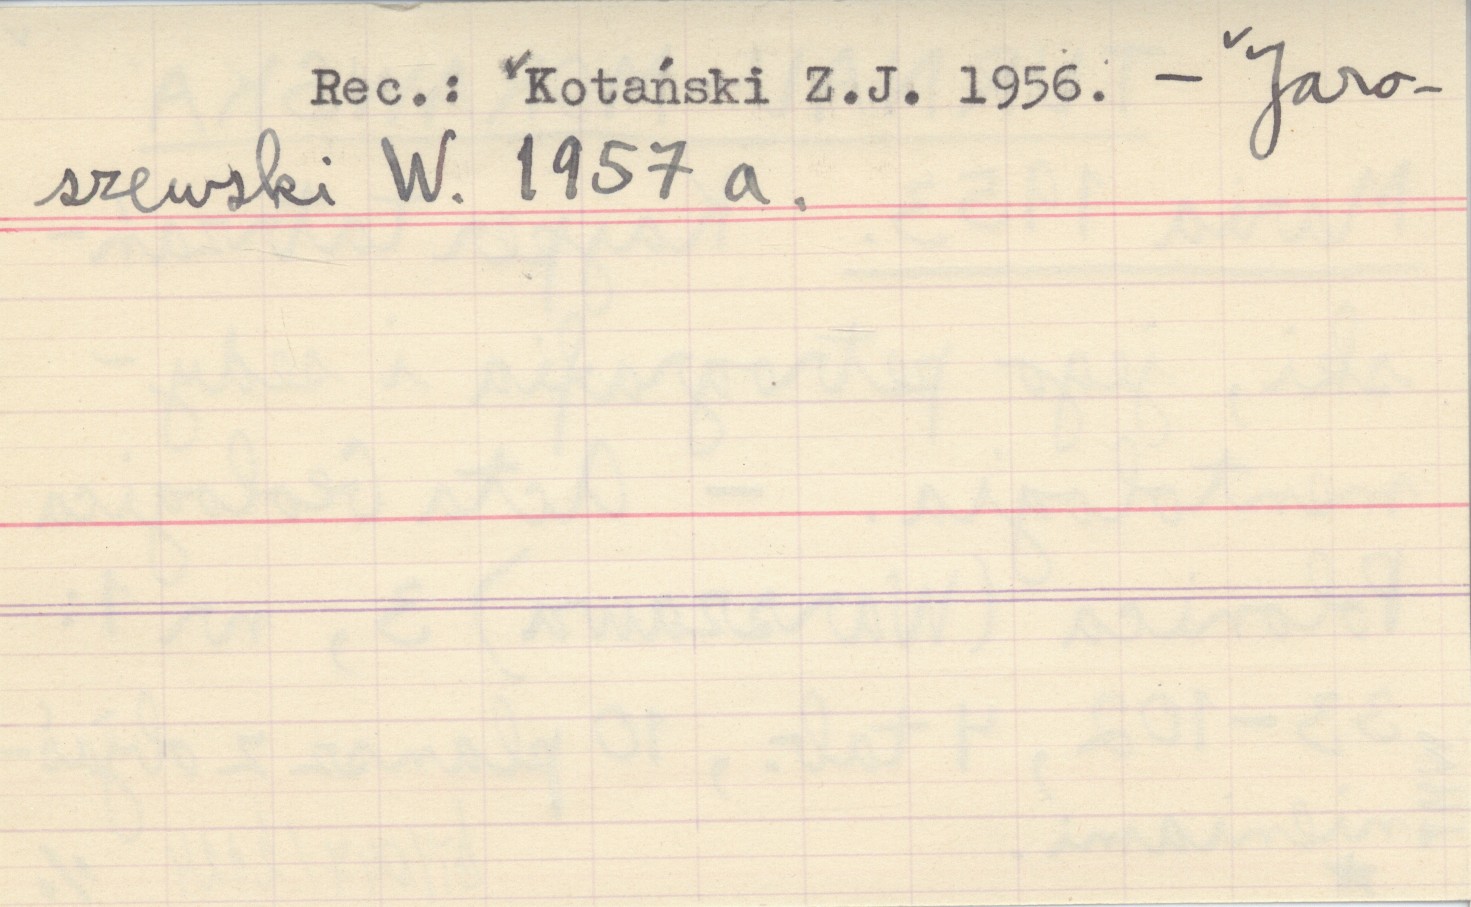 Rec.: ✓Kotański Z.J. 1956. — ✓Jaro-
szewski W. 1957 a.